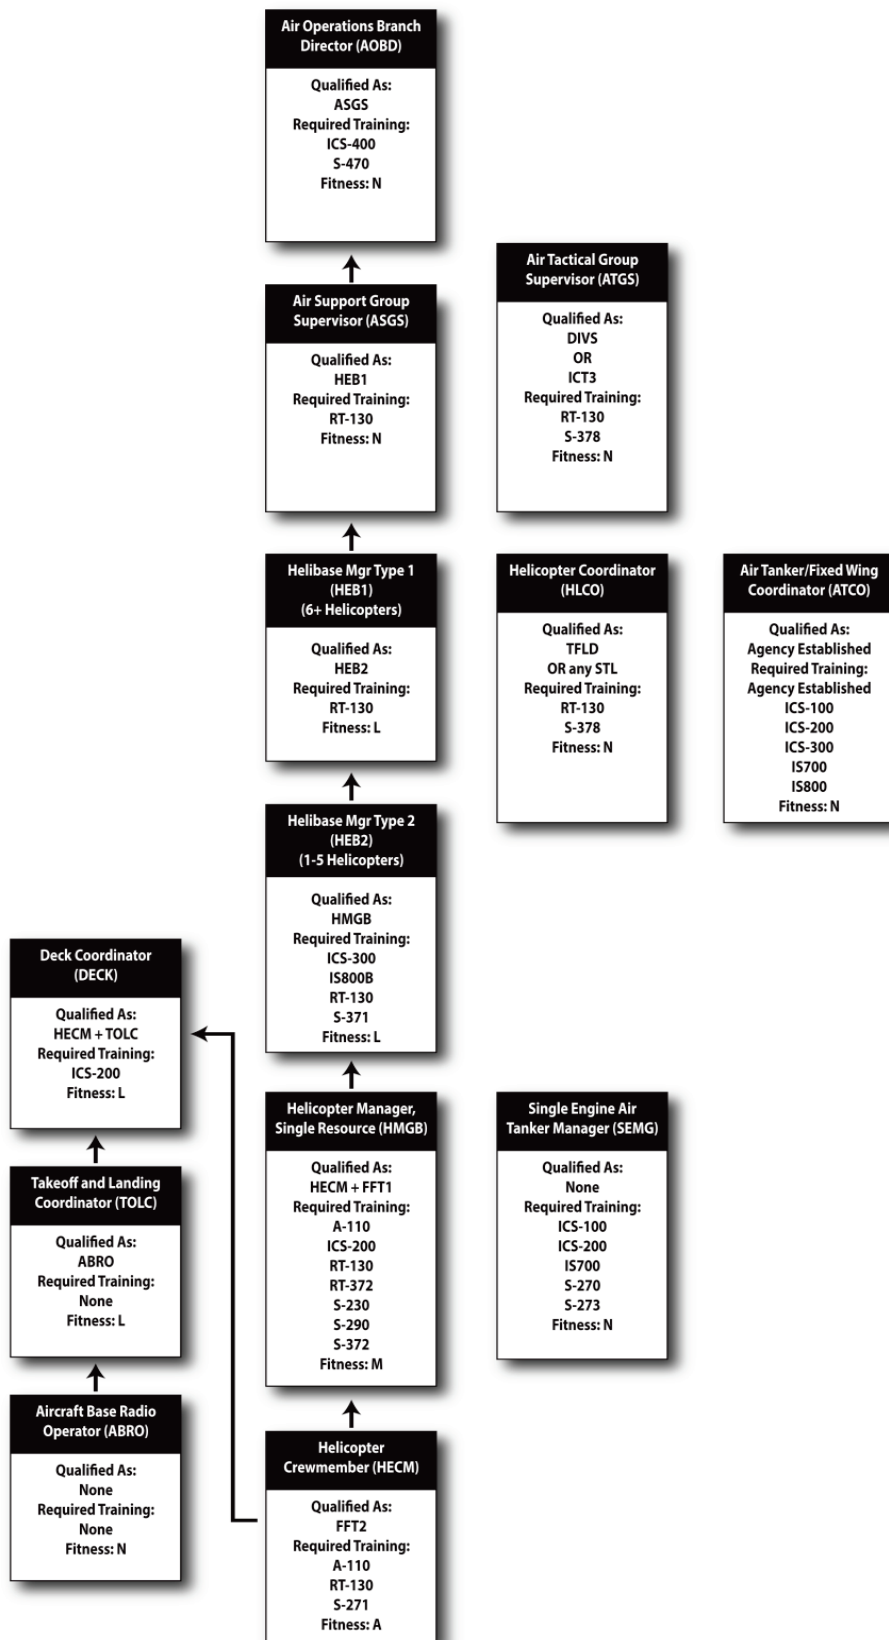 Air Operations Branch
Director (AOBD)
Qualified As:
ASGS
Required Training:
ICS-400
S-470
Fitness: N
Air Support Group
Supervisor (ASGS)
Qualified As:
HEB1
Required Training:
RT-130
Fitness: N
Air Tactical Group
Supervisor (ATGS)
Qualified As:
DIVS
OR
ICT3
Required Training:
RT-130
S-378
Fitness: N
Helibase Mgr Type 1
(HEB1)
(6+ Helicopters)
Qualified As:
HEB2
Required Training:
RT-130
Fitness: L
Helicopter Coordinator
(HLCO)
Qualified As:
TFLD
OR any STL
Required Training:
RT-130
S-378
Fitness: N
Air Tanker/Fixed Wing
Coordinator (ATCO)
Qualified As:
Agency Established
Required Training:
Agency Established
ICS-100
ICS-200
ICS-300
IS700
IS800
Fitness: N
Helibase Mgr Type 2
(HEB2)
(1-5 Helicopters)
Qualified As:
HMGB
Required Training:
ICS-300
IS800B
RT-130
S-371
Fitness: L
Deck Coordinator
(DECK)
Qualified As:
HECM + TOLC
Required Training:
ICS-200
Fitness: L
Helicopter Manager,
Single Resource (HMGB)
Qualified As:
HECM + FFT1
Required Training:
A-110
ICS-200
RT-130
RT-372
S-230
S-290
S-372
Fitness: M
Single Engine Air
Tanker Manager (SEMG)
Qualified As:
None
Required Training:
ICS-100
ICS-200
IS700
S-270
S-273
Fitness: N
Takeoff and Landing
Coordinator (TOLC)
Qualified As:
ABRO
Required Training:
None
Fitness: L
Aircraft Base Radio
Operator (ABRO)
Qualified As:
None
Required Training:
None
Fitness: N
Helicopter
Crewmember (HECM)
Qualified As:
FFT2
Required Training:
A-110
RT-130
S-271
Fitness: A